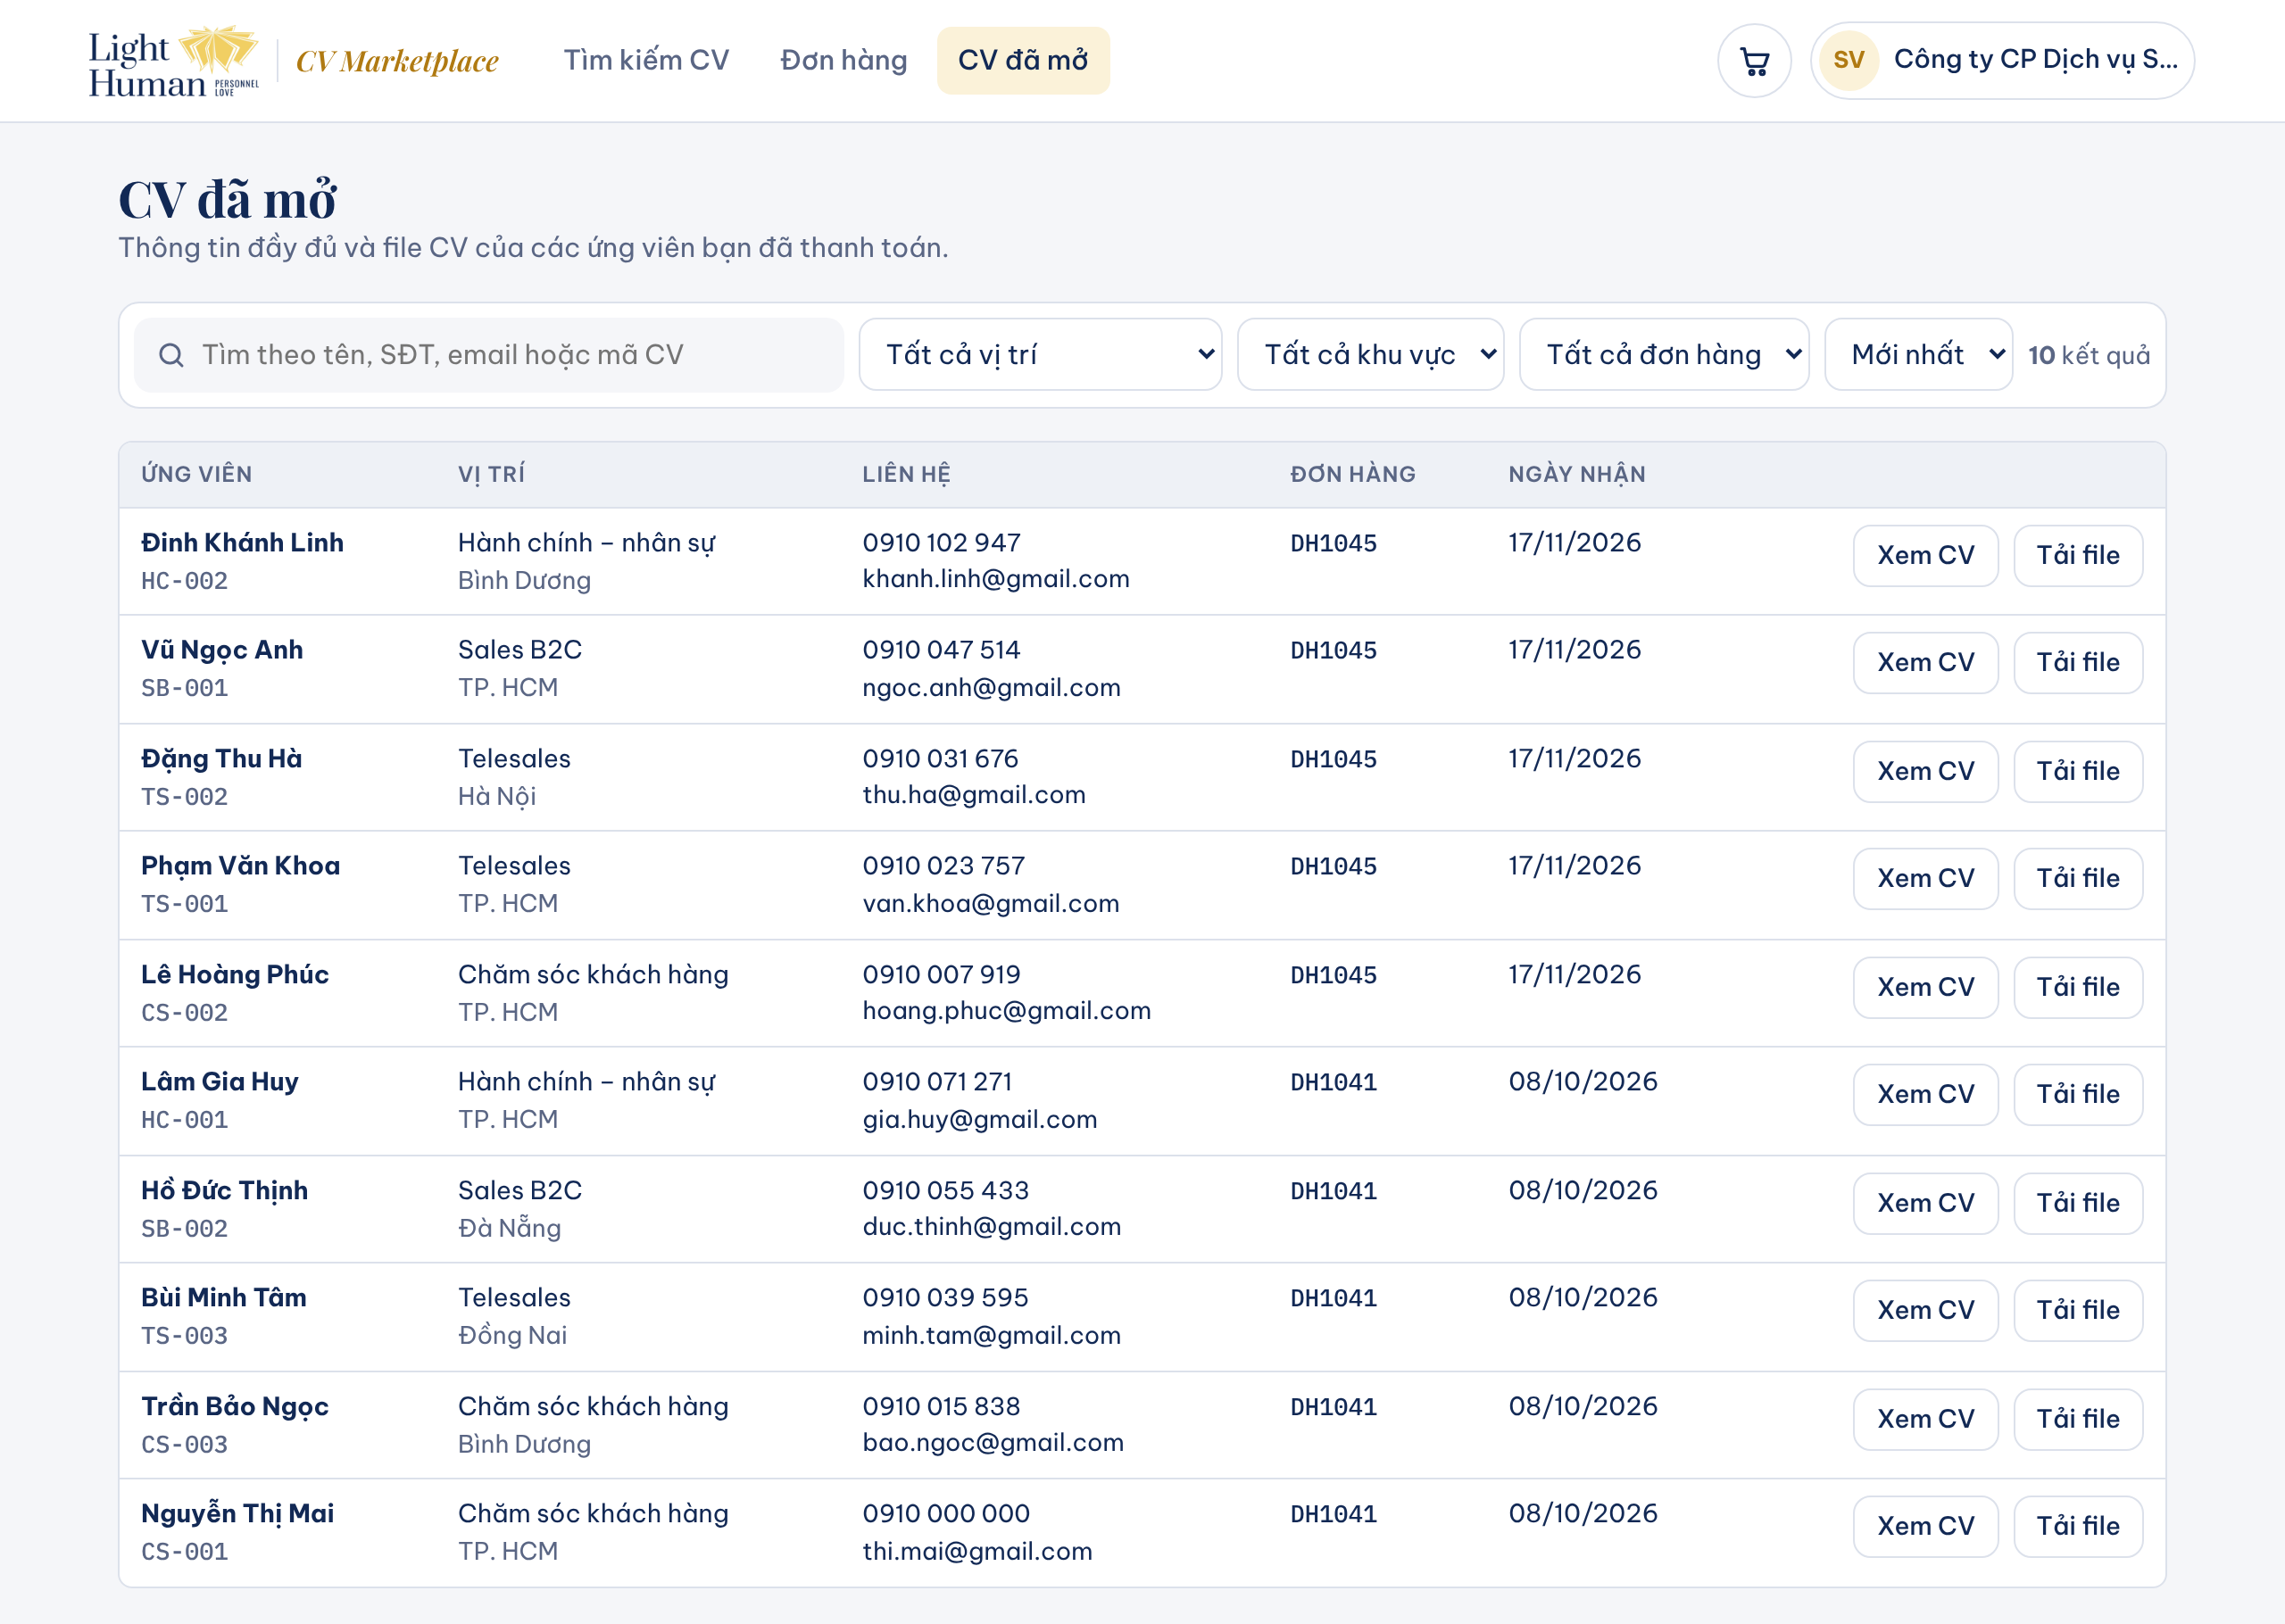 Light Human PERSONNEL LOVE
CV Marketplace
Tìm kiếm CV
Đơn hàng
CV đã mở
SV
Công ty CP Dịch vụ S...
CV đã mở
Thông tin đầy đủ và file CV của các ứng viên bạn đã thanh toán.
Tìm theo tên, SĐT, email hoặc mã CV
Tất cả vị trí
Tất cả khu vực
Tất cả đơn hàng
Mới nhất
10 kết quả
ỨNG VIÊN VỊ TRÍ LIÊN HỆ ĐƠN HÀNG NGÀY NHẬN
Đinh Khánh Linh Hành chính – nhân sự 0910 102 947 DH1045 17/11/2026 Xem CV Tải file
HC-002 Bình Dương khanh.linh@gmail.com
Vũ Ngọc Anh Sales B2C 0910 047 514 DH1045 17/11/2026 Xem CV Tải file
SB-001 TP. HCM ngoc.anh@gmail.com
Đặng Thu Hà Telesales 0910 031 676 DH1045 17/11/2026 Xem CV Tải file
TS-002 Hà Nội thu.ha@gmail.com
Phạm Văn Khoa Telesales 0910 023 757 DH1045 17/11/2026 Xem CV Tải file
TS-001 TP. HCM van.khoa@gmail.com
Lê Hoàng Phúc Chăm sóc khách hàng 0910 007 919 DH1045 17/11/2026 Xem CV Tải file
CS-002 TP. HCM hoang.phuc@gmail.com
Lâm Gia Huy Hành chính – nhân sự 0910 071 271 DH1041 08/10/2026 Xem CV Tải file
HC-001 TP. HCM gia.huy@gmail.com
Hồ Đức Thịnh Sales B2C 0910 055 433 DH1041 08/10/2026 Xem CV Tải file
SB-002 Đà Nẵng duc.thinh@gmail.com
Bùi Minh Tâm Telesales 0910 039 595 DH1041 08/10/2026 Xem CV Tải file
TS-003 Đồng Nai minh.tam@gmail.com
Trần Bảo Ngọc Chăm sóc khách hàng 0910 015 838 DH1041 08/10/2026 Xem CV Tải file
CS-003 Bình Dương bao.ngoc@gmail.com
Nguyễn Thị Mai Chăm sóc khách hàng 0910 000 000 DH1041 08/10/2026 Xem CV Tải file
CS-001 TP. HCM thi.mai@gmail.com